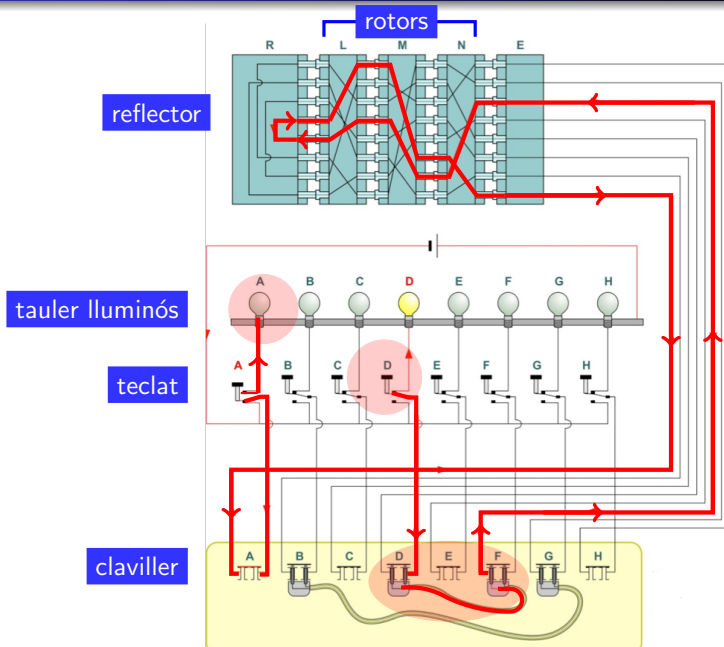 rotors
R L M N E
reflector
A B C D E F G H
tauler lluminós
A B C D E F G H
teclat
claviller
A B C D E F G H